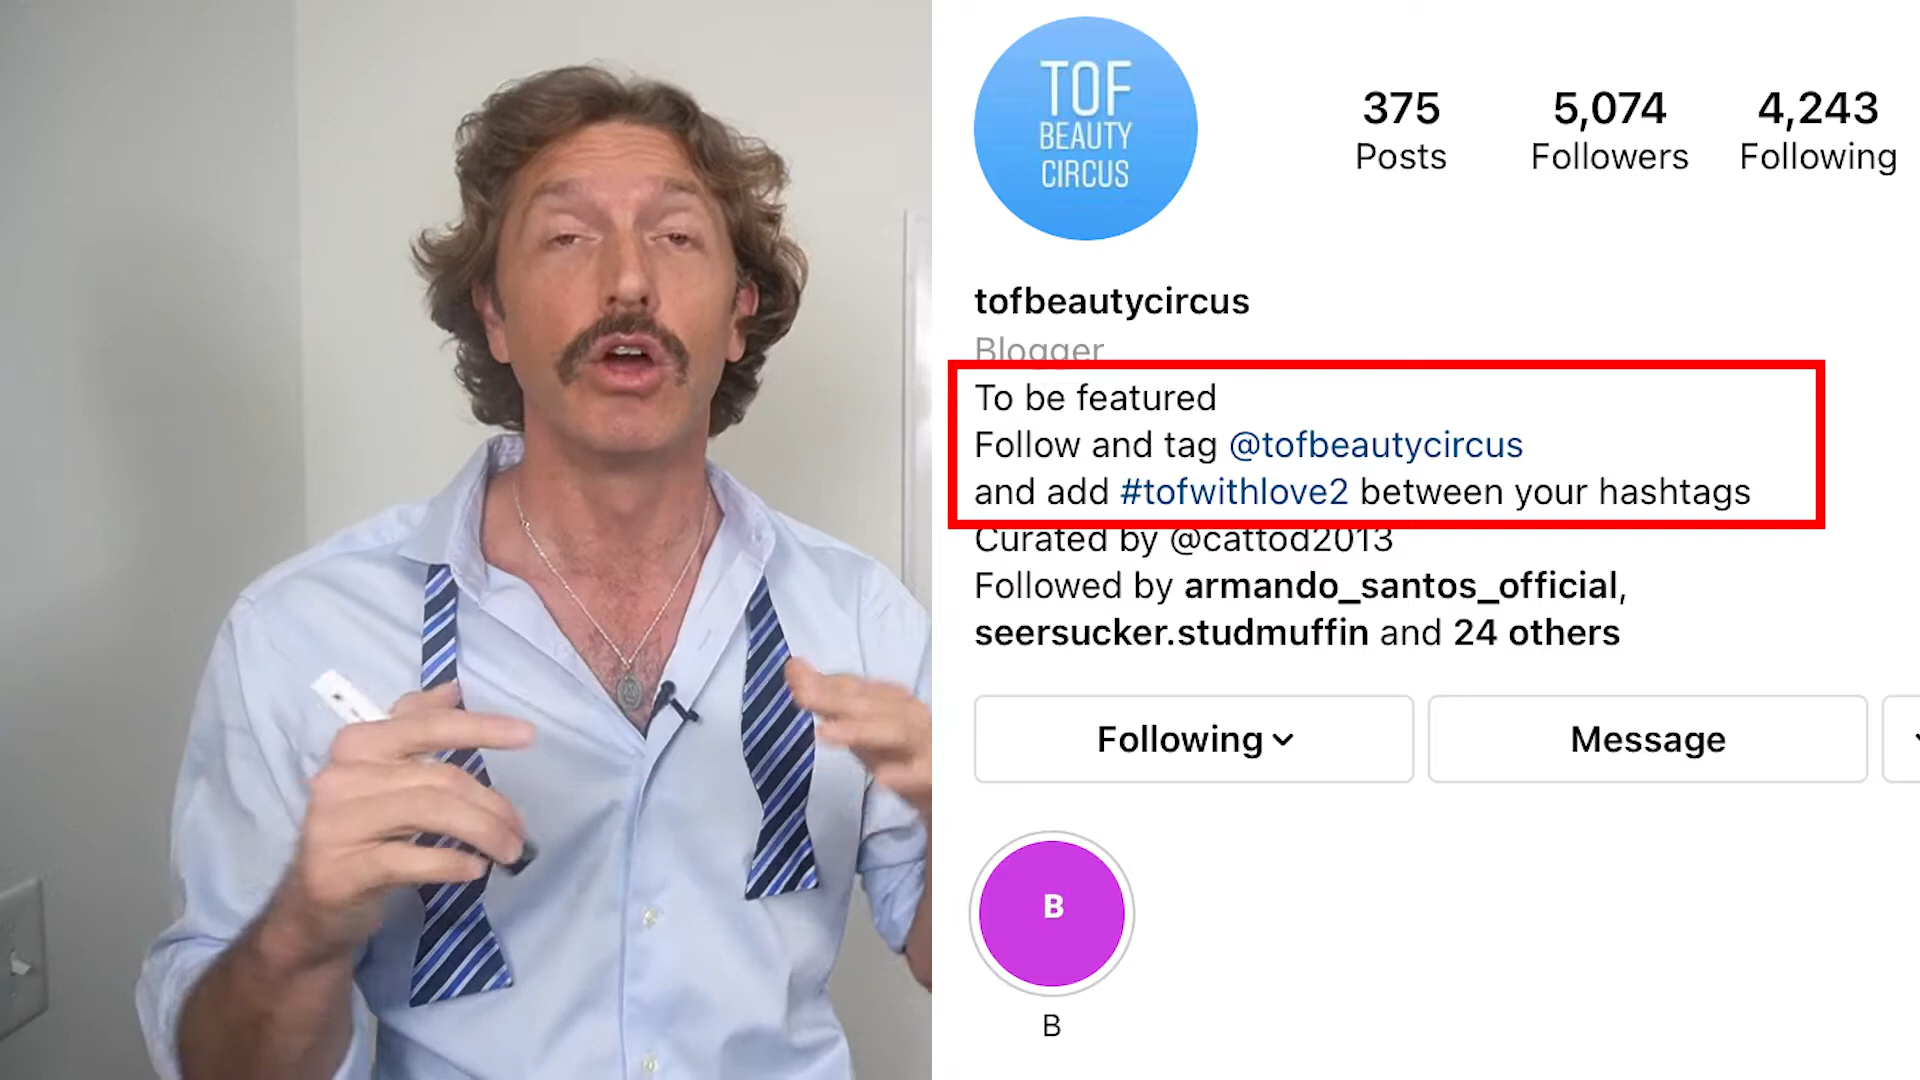 TOF
BEAUTY
CIRCUS
375 5,074 4,243
Posts Followers Following
tofbeautycircus
Blogger
To be featured
Follow and tag @tofbeautycircus
and add #tofwithlove2 between your hashtags
Curated by @cattod2013
Followed by armando_santos_official,
seersucker.studmuffin and 24 others
Following Message
B
B